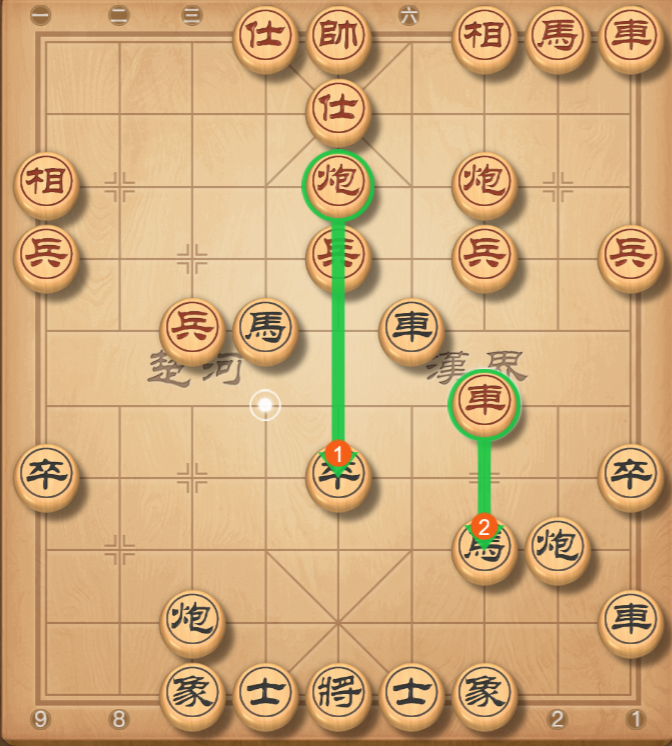 一 二 三 仕 帥 六 相 馬 車
仕
相 炮 炮
兵 兵 兵 兵
兵 馬 車
楚河 漢界
車
卒 1 卒 卒
2 馬 炮
炮 車
象 士 將 士 象
9 8 2 1